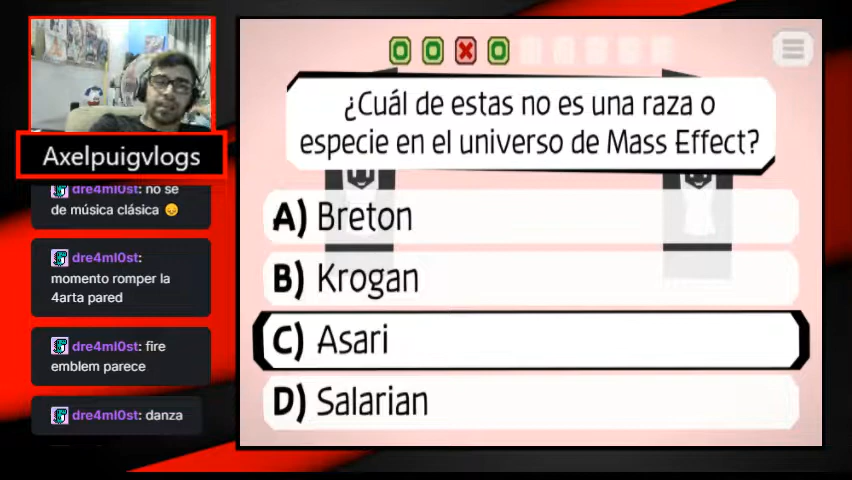 Axelpuigvlogs
dre4ml0st: no se
de música clásica 😞
dre4ml0st:
momento romper la
4arta pared
dre4ml0st: fire
emblem parece
dre4ml0st: danza
¿Cuál de estas no es una raza o
especie en el universo de Mass Effect?
A) Breton
B) Krogan
C) Asari
D) Salarian